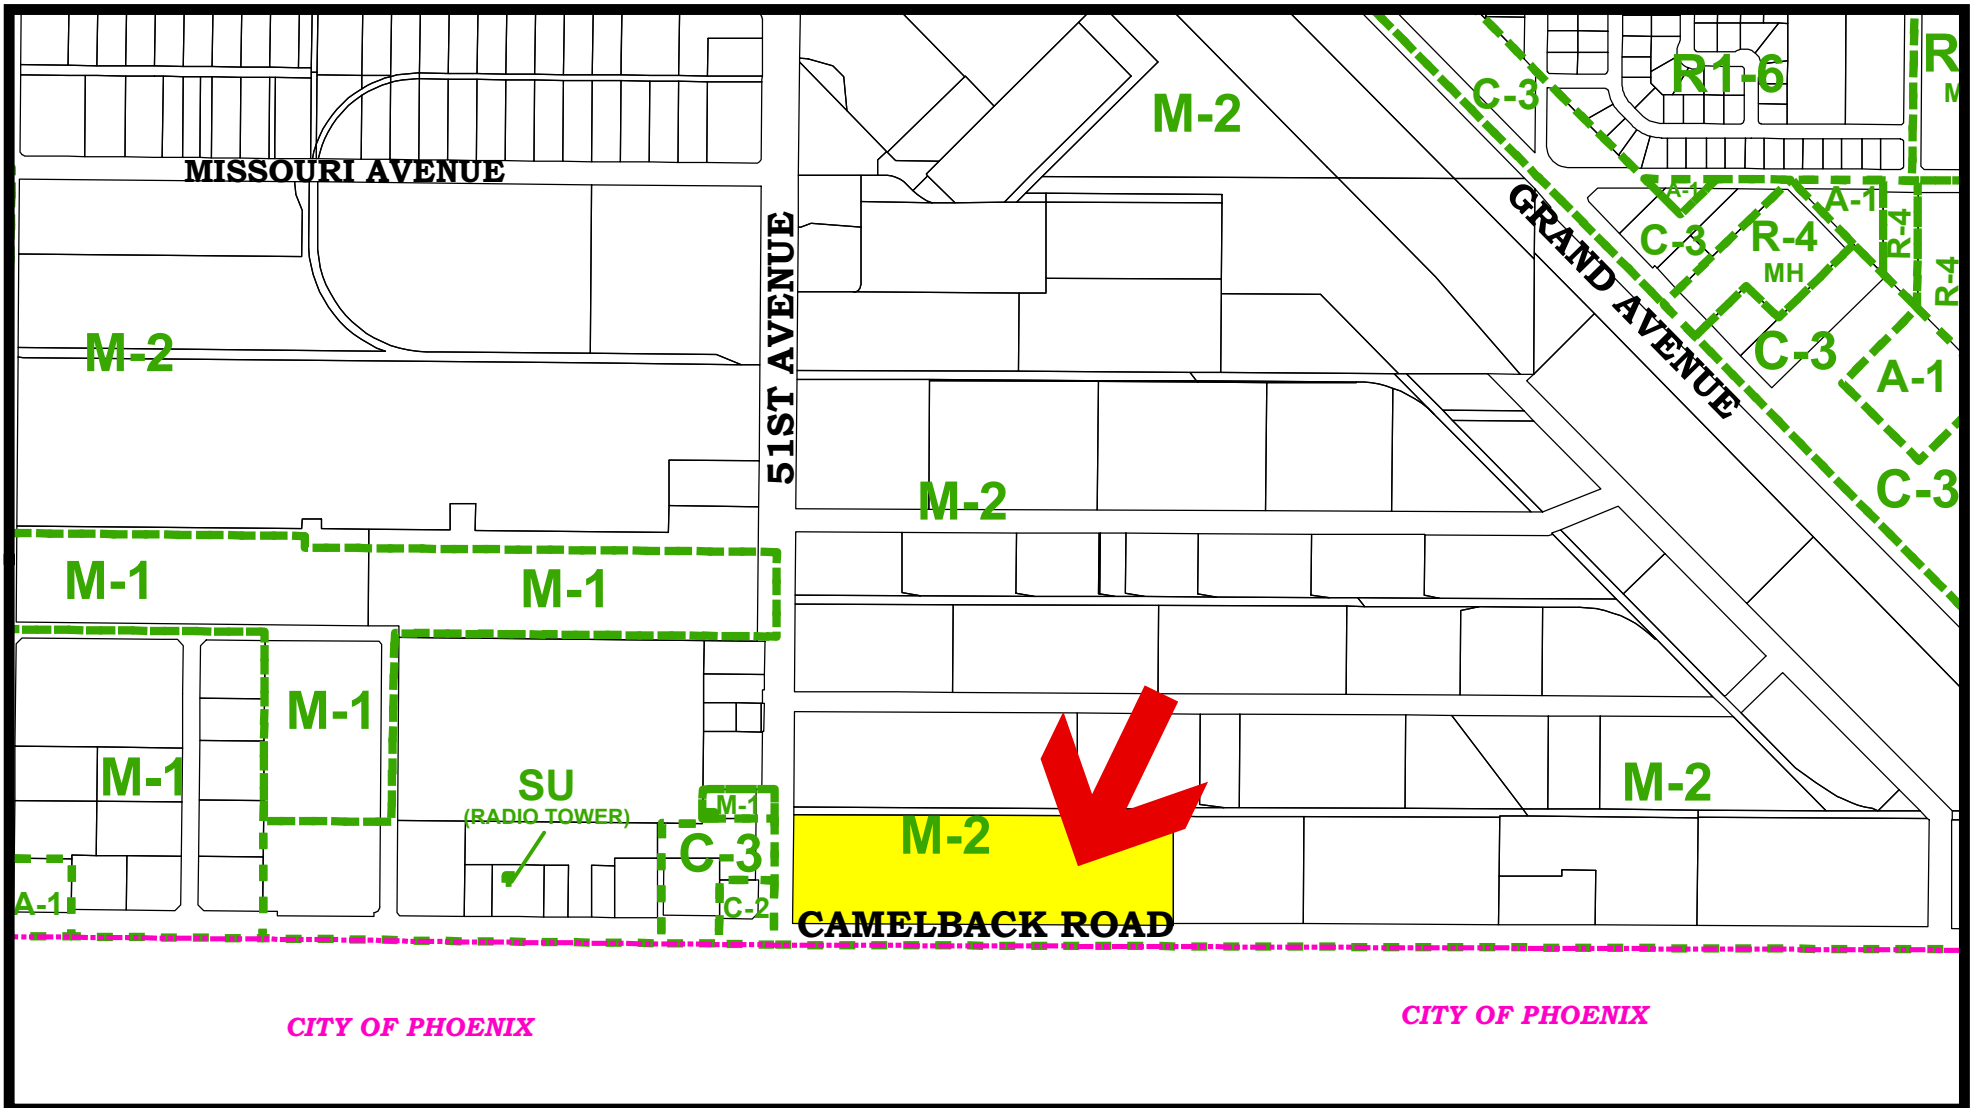 R1-6
R
M
C-3
M-2
MISSOURI AVENUE
A-1
A-1
R-4
C-3
R-4
MH
R-4
GRAND AVENUE
51ST AVENUE
M-2
C-3
A-1
C-3
M-2
M-1
M-1
M-1
M-1
SU
(RADIO TOWER)
M-1
C-3
M-2
M-2
A-1
C-2
CAMELBACK ROAD
CITY OF PHOENIX
CITY OF PHOENIX